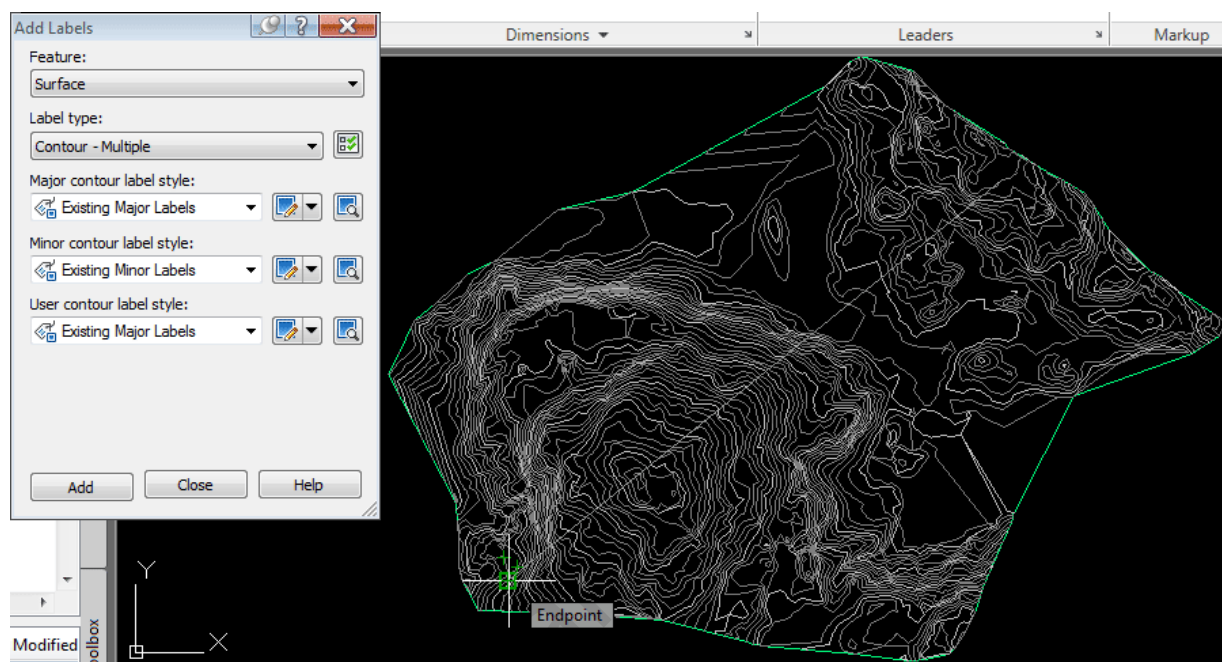 Add Labels
Feature:
Surface
Label type:
Contour - Multiple
Major contour label style:
Existing Major Labels
Minor contour label style:
Existing Minor Labels
User contour label style:
Existing Major Labels
Add Close Help
Dimensions Leaders Markup
Endpoint
Y
X
Modified